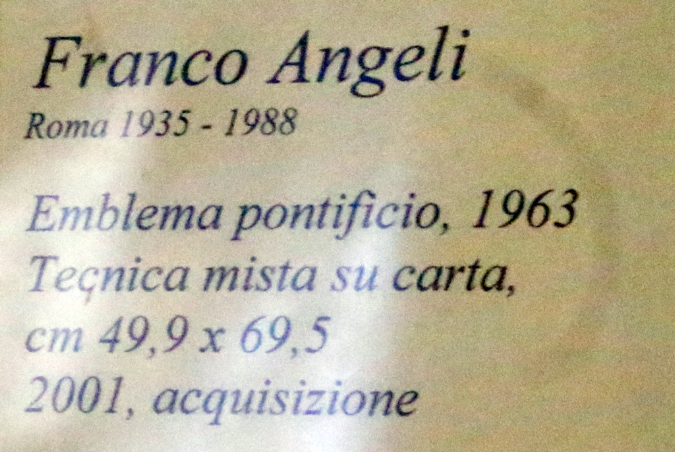 Franco Angeli
Roma 1935 - 1988
Emblema pontificio, 1963
Tecnica mista su carta,
cm 49,9 x 69,5
2001, acquisizione